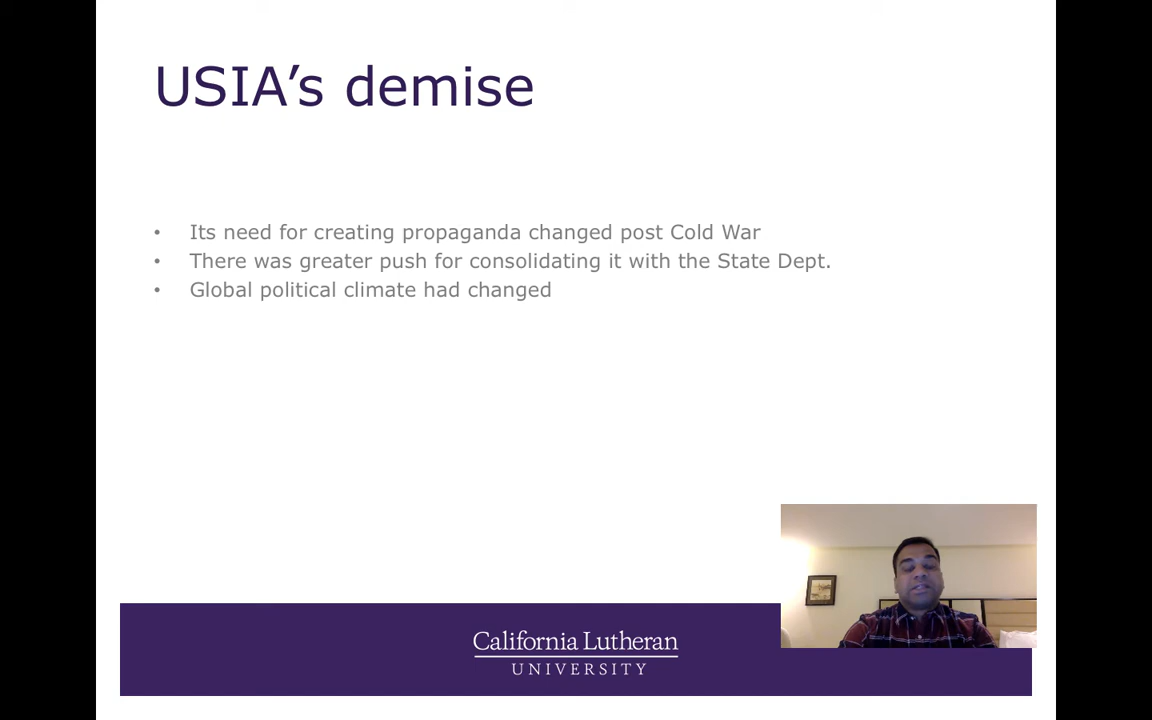 USIA’s demise
• Its need for creating propaganda changed post Cold War
• There was greater push for consolidating it with the State Dept.
• Global political climate had changed
California Lutheran
UNIVERSITY